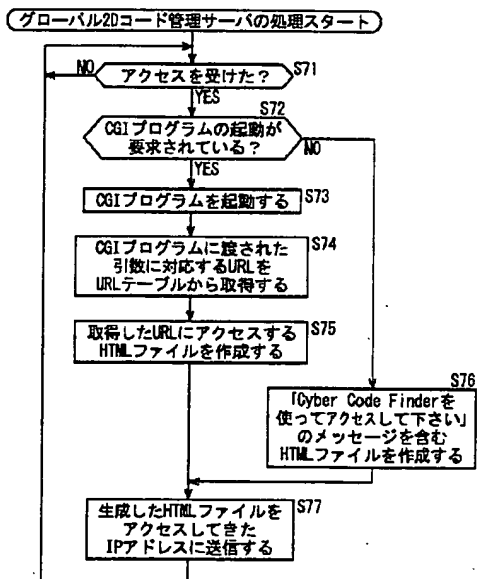 グローバル2Dコード管理サーバの処理スタート
アクセスを受けた？
S71
NO
YES
S72
CGIプログラムの起動が
要求されている？
NO
YES
CGIプログラムを起動する
S73
CGIプログラムに渡された
引数に対応するURLを
URLテーブルから取得する
S74
取得したURLにアクセスする
HTMLファイルを作成する
S75
S76
「Cyber Code Finderを
使ってアクセスして下さい」
のメッセージを含む
HTMLファイルを作成する
生成したHTMLファイルを
アクセスしてきた
IPアドレスに送信する
S77